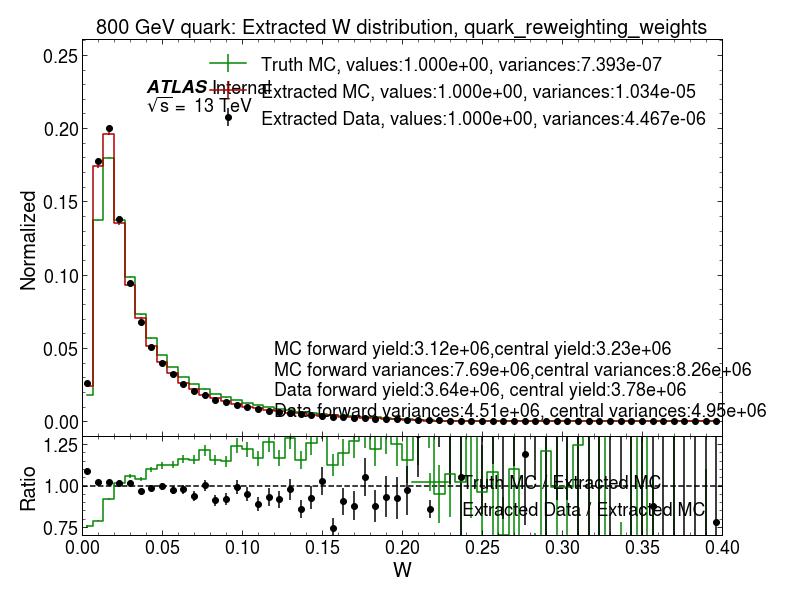 800 GeV quark: Extracted W distribution, quark_reweighting_weights
Truth MC, values:1.000e+00, variances:7.393e-07
ATLAS Internal
Extracted MC, values:1.000e+00, variances:1.034e-05
√s = 13 TeV
Extracted Data, values:1.000e+00, variances:4.467e-06
Normalized
0.25
0.20
0.15
0.10
0.05
0.00
MC forward yield:3.12e+06,central yield:3.23e+06
MC forward variances:7.69e+06,central variances:8.26e+06
Data forward yield:3.64e+06, central yield:3.78e+06
Data forward variances:4.51e+06, central variances:4.95e+06
Ratio
1.25
1.00
0.75
Truth MC / Extracted MC
Extracted Data / Extracted MC
0.00 0.05 0.10 0.15 0.20 0.25 0.30 0.35 0.40
W